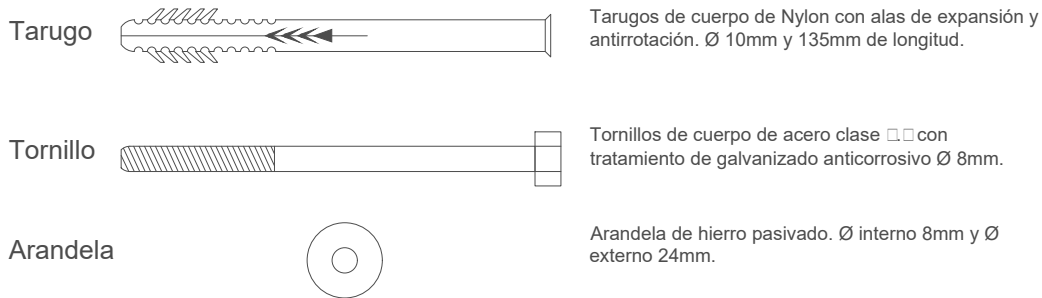 Tarugo
Tarugos de cuerpo de Nylon con alas de expansión y
antirrotación. Ø 10mm y 135mm de longitud.
Tornillo
Tornillos de cuerpo de acero clase con
tratamiento de galvanizado anticorrosivo Ø 8mm.
Arandela
Arandela de hierro pasivado. Ø interno 8mm y Ø
externo 24mm.